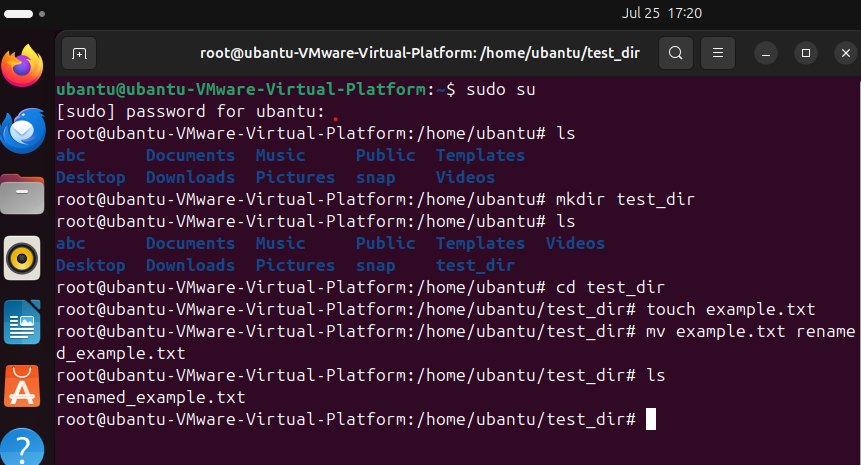 Jul 25 17:20
root@ubantu-VMware-Virtual-Platform: /home/ubantu/test_dir
ubantu@ubantu-VMware-Virtual-Platform:~$ sudo su
[sudo] password for ubantu:
root@ubantu-VMware-Virtual-Platform:/home/ubantu# ls
abc Documents Music Public Templates
Desktop Downloads Pictures snap Videos
root@ubantu-VMware-Virtual-Platform:/home/ubantu# mkdir test_dir
root@ubantu-VMware-Virtual-Platform:/home/ubantu# ls
abc Documents Music Public Templates Videos
Desktop Downloads Pictures snap test_dir
root@ubantu-VMware-Virtual-Platform:/home/ubantu# cd test_dir
root@ubantu-VMware-Virtual-Platform:/home/ubantu/test_dir# touch example.txt
root@ubantu-VMware-Virtual-Platform:/home/ubantu/test_dir# mv example.txt rename
d_example.txt
root@ubantu-VMware-Virtual-Platform:/home/ubantu/test_dir# ls
renamed_example.txt
root@ubantu-VMware-Virtual-Platform:/home/ubantu/test_dir#